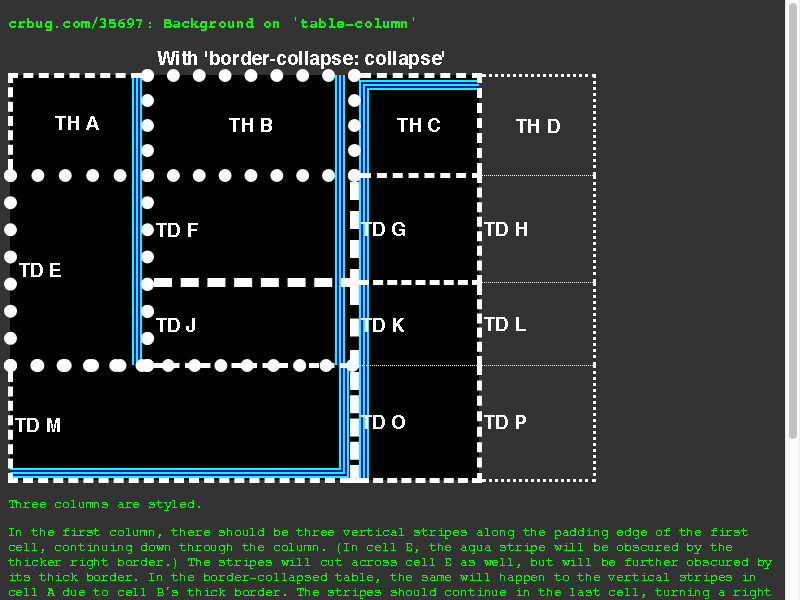 crbug.com/35697: Background on 'table-column'
With 'border-collapse: collapse'
TH A TH B TH C TH D
TD F TD G TD H
TD E
TD J TD K TD L
TD M TD O TD P
Three columns are styled.
In the first column, there should be three vertical stripes along the padding edge of the first
cell, continuing down through the column. (In cell E, the aqua stripe will be obscured by the
thicker right border.) The stripes will cut across cell E as well, but will be further obscured by
its thick border. In the border-collapsed table, the same will happen to the vertical stripes in
cell A due to cell B's thick border. The stripes should continue in the last cell, turning a right